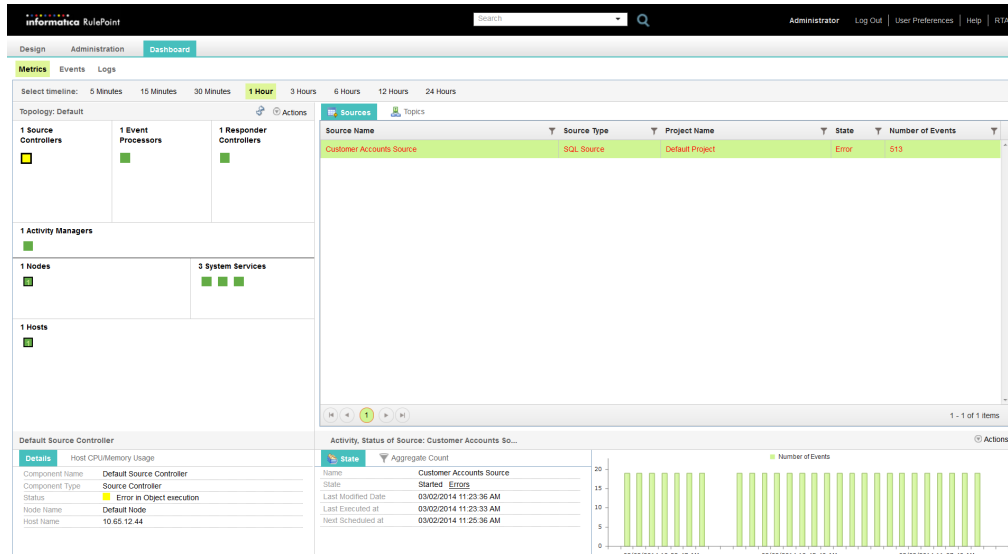 informatica RulePoint
Search
Administrator Log Out | User Preferences | Help | RTA
Design Administration Dashboard
Metrics Events Logs
Select timeline: 5 Minutes 15 Minutes 30 Minutes 1 Hour 3 Hours 6 Hours 12 Hours 24 Hours
Topology: Default
Actions
1 Source Controllers
1 Event Processors
1 Responder Controllers
1 Activity Managers
1 Nodes
1
3 System Services
1 Hosts
1
Sources Topics
Source Name Source Type Project Name State Number of Events
Customer Accounts Source SQL Source Default Project Error 513
1
1 - 1 of 1 items
Default Source Controller
Details Host CPU/Memory Usage
Component Name Default Source Controller
Component Type Source Controller
Status Error in Object execution
Node Name Default Node
Host Name 10.65.12.44
Activity, Status of Source: Customer Accounts So...
Actions
State Aggregate Count
Name Customer Accounts Source
State Started Errors
Last Modified Date 03/02/2014 11:23:36 AM
Last Executed at 03/02/2014 11:23:33 AM
Next Scheduled at 03/02/2014 11:25:36 AM
Number of Events
20
15
10
5
0